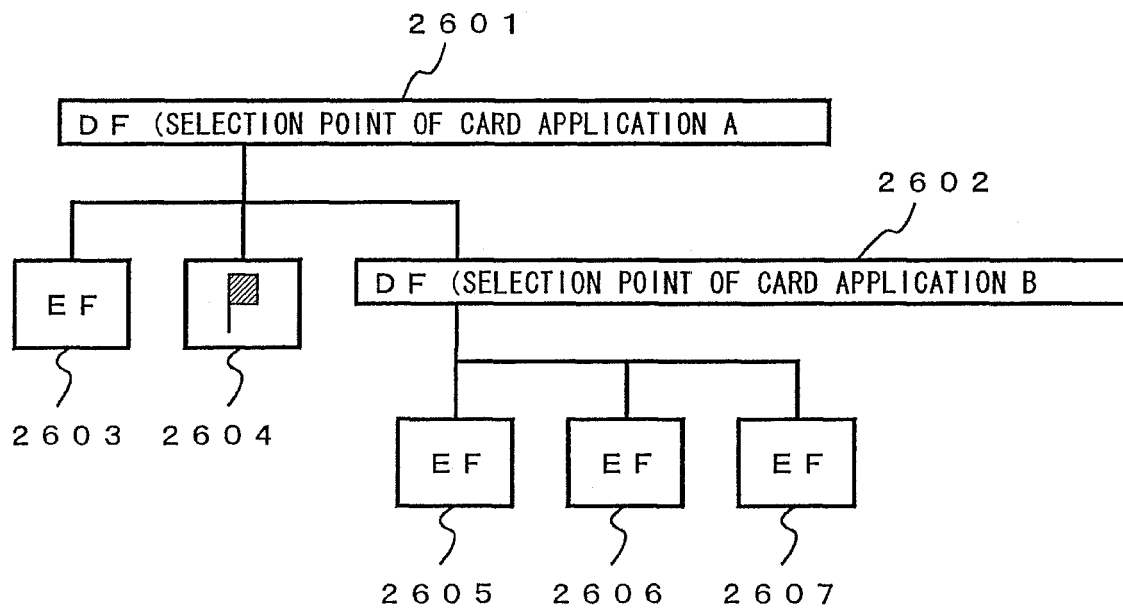 2601
DF (SELECTION POINT OF CARD APPLICATION A
2602
EF
DF (SELECTION POINT OF CARD APPLICATION B
2603
2604
EF
EF
EF
2605
2606
2607